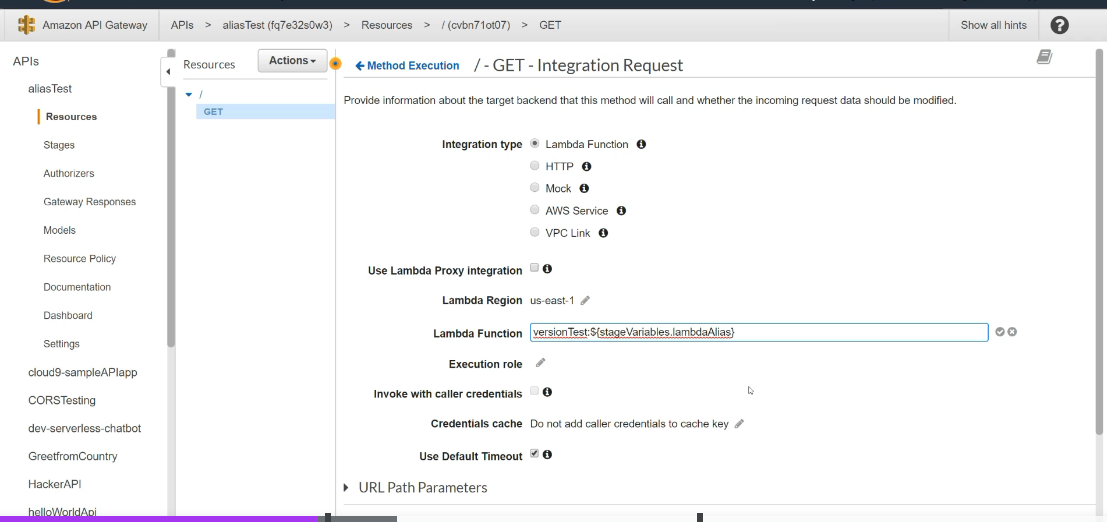 Amazon API Gateway
APIs > aliasTest (fq7e32s0w3) > Resources > / (cvbn71ot07) > GET
Show all hints
?
APIs
aliasTest
Resources
Stages
Authorizers
Gateway Responses
Models
Resource Policy
Documentation
Dashboard
Settings
cloud9-sampleAPIapp
CORSTesting
dev-serverless-chatbot
GreetfromCountry
HackerAPI
helloWorldApi
Resources
Actions
/
GET
Method Execution / - GET - Integration Request
Provide information about the target backend that this method will call and whether the incoming request data should be modified.
Integration type Lambda Function
HTTP
Mock
AWS Service
VPC Link
Use Lambda Proxy integration
Lambda Region us-east-1
Lambda Function versionTest:${stageVariables.lambdaAlias}
Execution role
Invoke with caller credentials
Credentials cache Do not add caller credentials to cache key
Use Default Timeout
URL Path Parameters